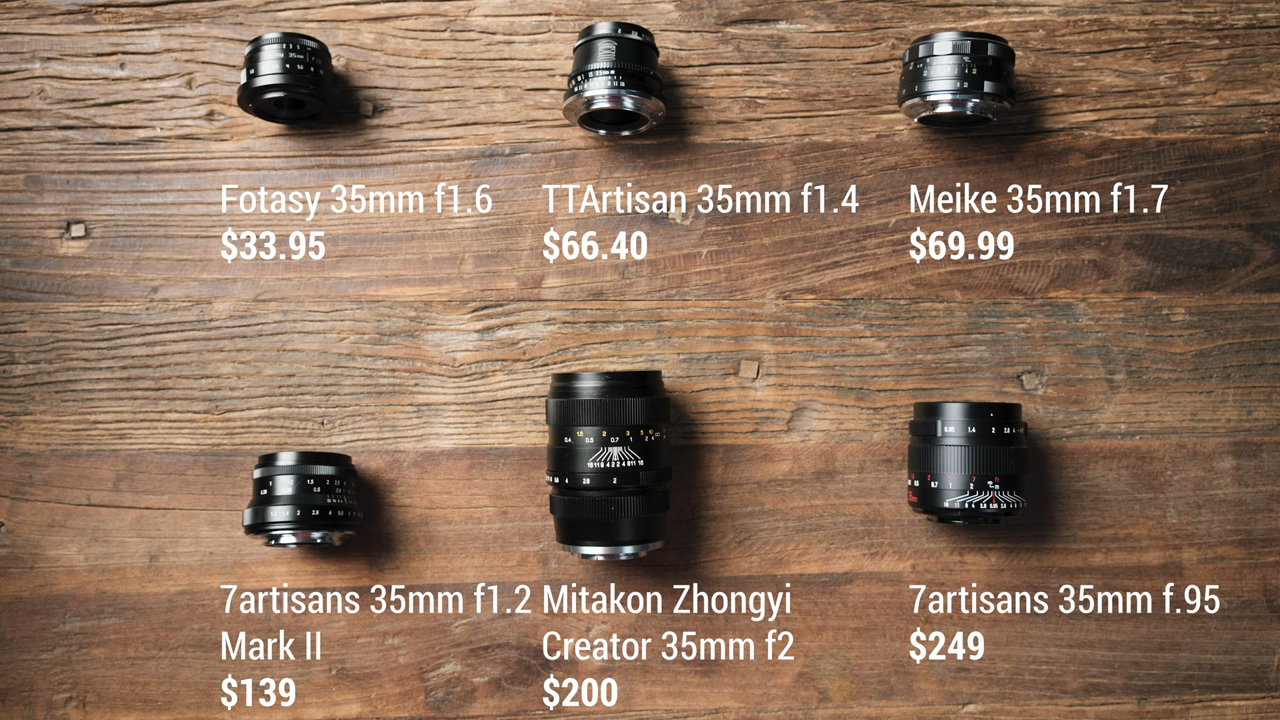 Fotasy 35mm f1.6
$33.95
TTArtisan 35mm f1.4
$66.40
Meike 35mm f1.7
$69.99
7artisans 35mm f1.2
Mark II
$139
Mitakon Zhongyi
Creator 35mm f2
$200
7artisans 35mm f.95
$249